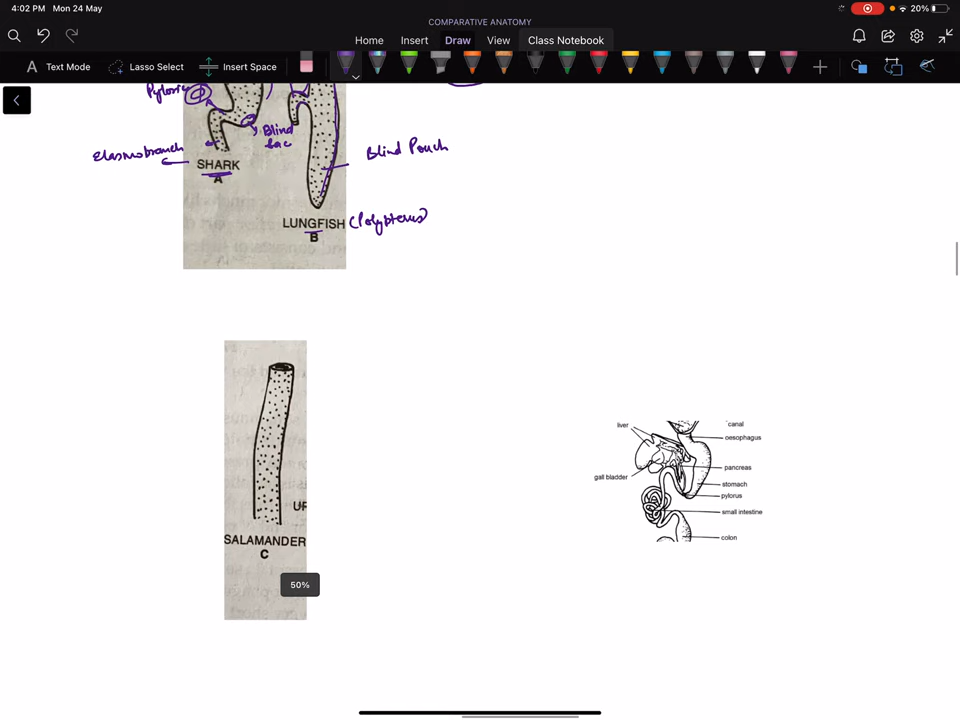 4:02 PM Mon 24 May
20%
COMPARATIVE ANATOMY
Home Insert Draw View Class Notebook
Text Mode Lasso Select Insert Space
Pyloric
Blind
Sac
Elasmobranch
SHARK
A
Blind Pouch
LUNGFISH (Polypterus)
B
SALAMANDER
C
50%
liver
canal
oesophagus
gall bladder
pancreas
stomach
pylorus
small intestine
colon